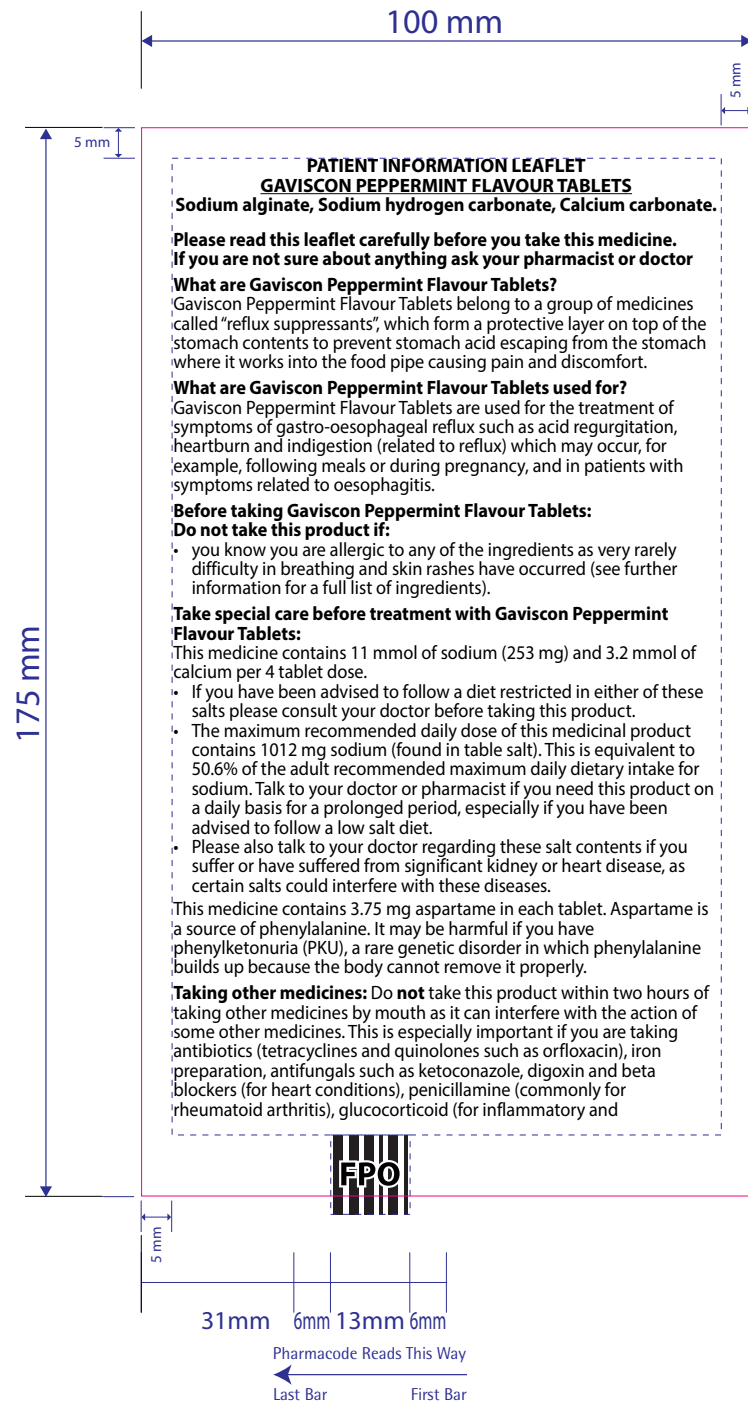 100 mm
5 mm
5 mm
PATIENT INFORMATION LEAFLET
GAVISCON PEPPERMINT FLAVOUR TABLETS
Sodium alginate, Sodium hydrogen carbonate, Calcium carbonate.
Please read this leaflet carefully before you take this medicine.
If you are not sure about anything ask your pharmacist or doctor
What are Gaviscon Peppermint Flavour Tablets?
Gaviscon Peppermint Flavour Tablets belong to a group of medicines
called “reflux suppressants”, which form a protective layer on top of the
stomach contents to prevent stomach acid escaping from the stomach
where it works into the food pipe causing pain and discomfort.
What are Gaviscon Peppermint Flavour Tablets used for?
Gaviscon Peppermint Flavour Tablets are used for the treatment of
symptoms of gastro-oesophageal reflux such as acid regurgitation,
heartburn and indigestion (related to reflux) which may occur, for
example, following meals or during pregnancy, and in patients with
symptoms related to oesophagitis.
Before taking Gaviscon Peppermint Flavour Tablets:
Do not take this product if:
• you know you are allergic to any of the ingredients as very rarely
difficulty in breathing and skin rashes have occurred (see further
information for a full list of ingredients).
Take special care before treatment with Gaviscon Peppermint
Flavour Tablets:
This medicine contains 11 mmol of sodium (253 mg) and 3.2 mmol of
calcium per 4 tablet dose.
• If you have been advised to follow a diet restricted in either of these
salts please consult your doctor before taking this product.
• The maximum recommended daily dose of this medicinal product
contains 1012 mg sodium (found in table salt). This is equivalent to
50.6% of the adult recommended maximum daily dietary intake for
sodium. Talk to your doctor or pharmacist if you need this product on
a daily basis for a prolonged period, especially if you have been
advised to follow a low salt diet.
• Please also talk to your doctor regarding these salt contents if you
suffer or have suffered from significant kidney or heart disease, as
certain salts could interfere with these diseases.
This medicine contains 3.75 mg aspartame in each tablet. Aspartame is
a source of phenylalanine. It may be harmful if you have
phenylketonuria (PKU), a rare genetic disorder in which phenylalanine
builds up because the body cannot remove it properly.
Taking other medicines: Do not take this product within two hours of
taking other medicines by mouth as it can interfere with the action of
some other medicines. This is especially important if you are taking
antibiotics (tetracyclines and quinolones such as orfloxacin), iron
preparation, antifungals such as ketoconazole, digoxin and beta
blockers (for heart conditions), penicillamine (commonly for
rheumatoid arthritis), glucocorticoid (for inflammatory and
175 mm
FPO
5 mm
31mm 6mm 13mm 6mm
Pharmacode Reads This Way
Last Bar First Bar